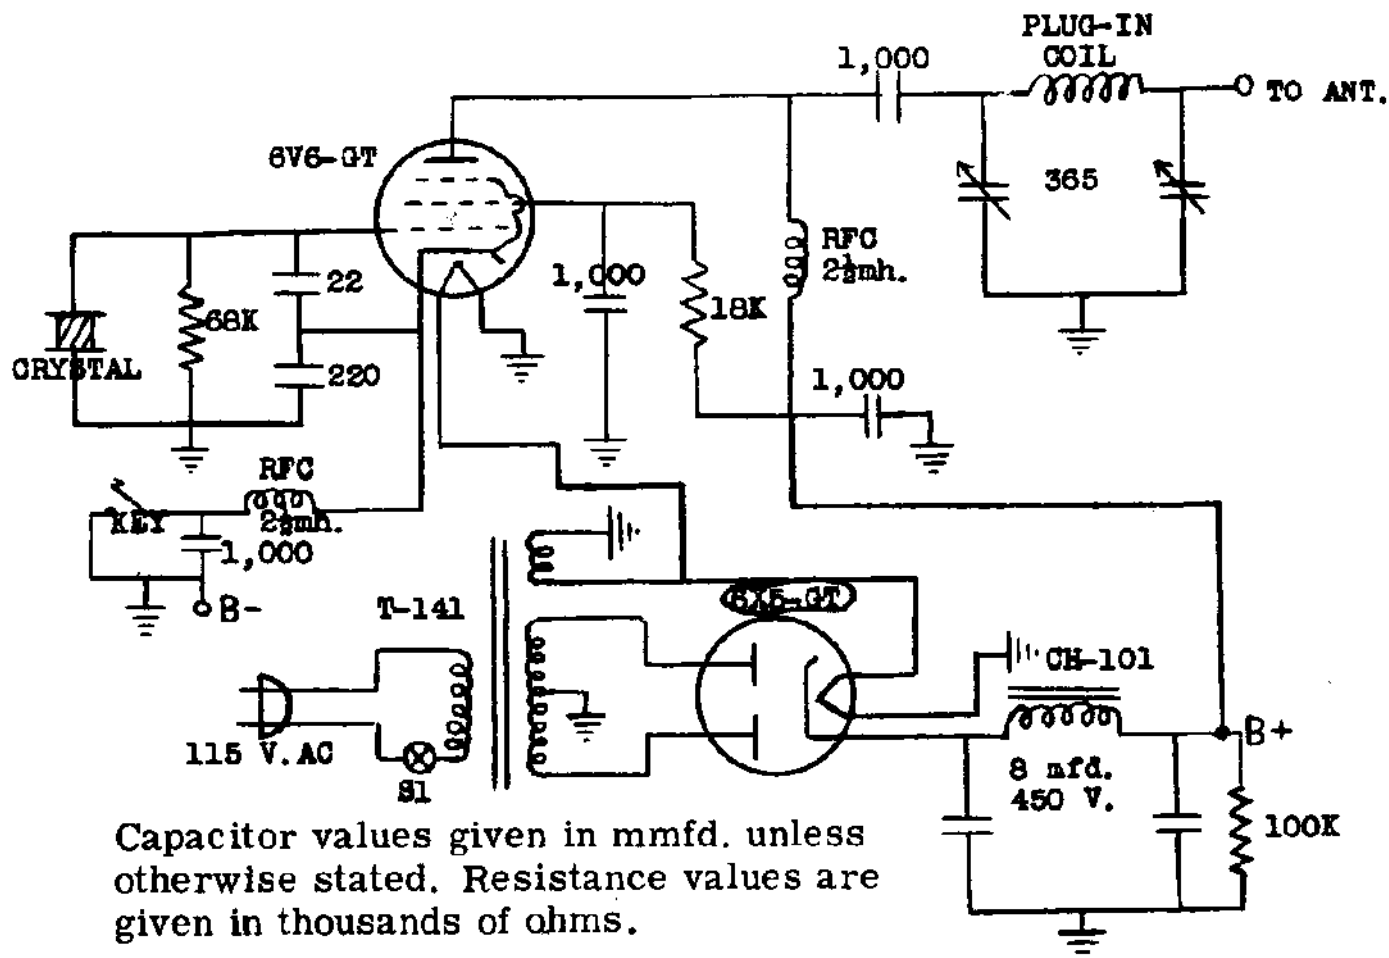 PLUG-IN
COIL
1,000
TO ANT.
6V6-GT
365
RFC
2½mh.
22
1,000
68K
18K
CRYSTAL
220
1,000
RFC
2½mh.
KEY
1,000
B-
T-141
6X5-GT
CH-101
B+
115 V.AC
S1
8 mfd.
450 V.
100K
Capacitor values given in mmfd. unless
otherwise stated. Resistance values are
given in thousands of ohms.